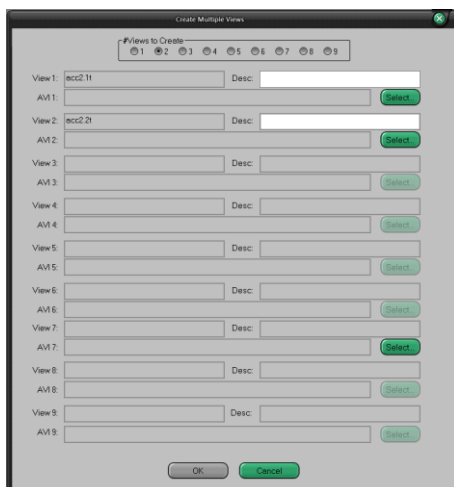 Create Multiple Views
#Views to Create
1 2 3 4 5 6 7 8 9
View 1: acc2.1t Desc:
AVI 1: Select...
View 2: acc2.2t Desc:
AVI 2: Select...
View 3: Desc:
AVI 3: Select...
View 4: Desc:
AVI 4: Select...
View 5: Desc:
AVI 5: Select...
View 6: Desc:
AVI 6: Select...
View 7: Desc:
AVI 7: Select...
View 8: Desc:
AVI 8: Select...
View 9: Desc:
AVI 9: Select...
OK Cancel